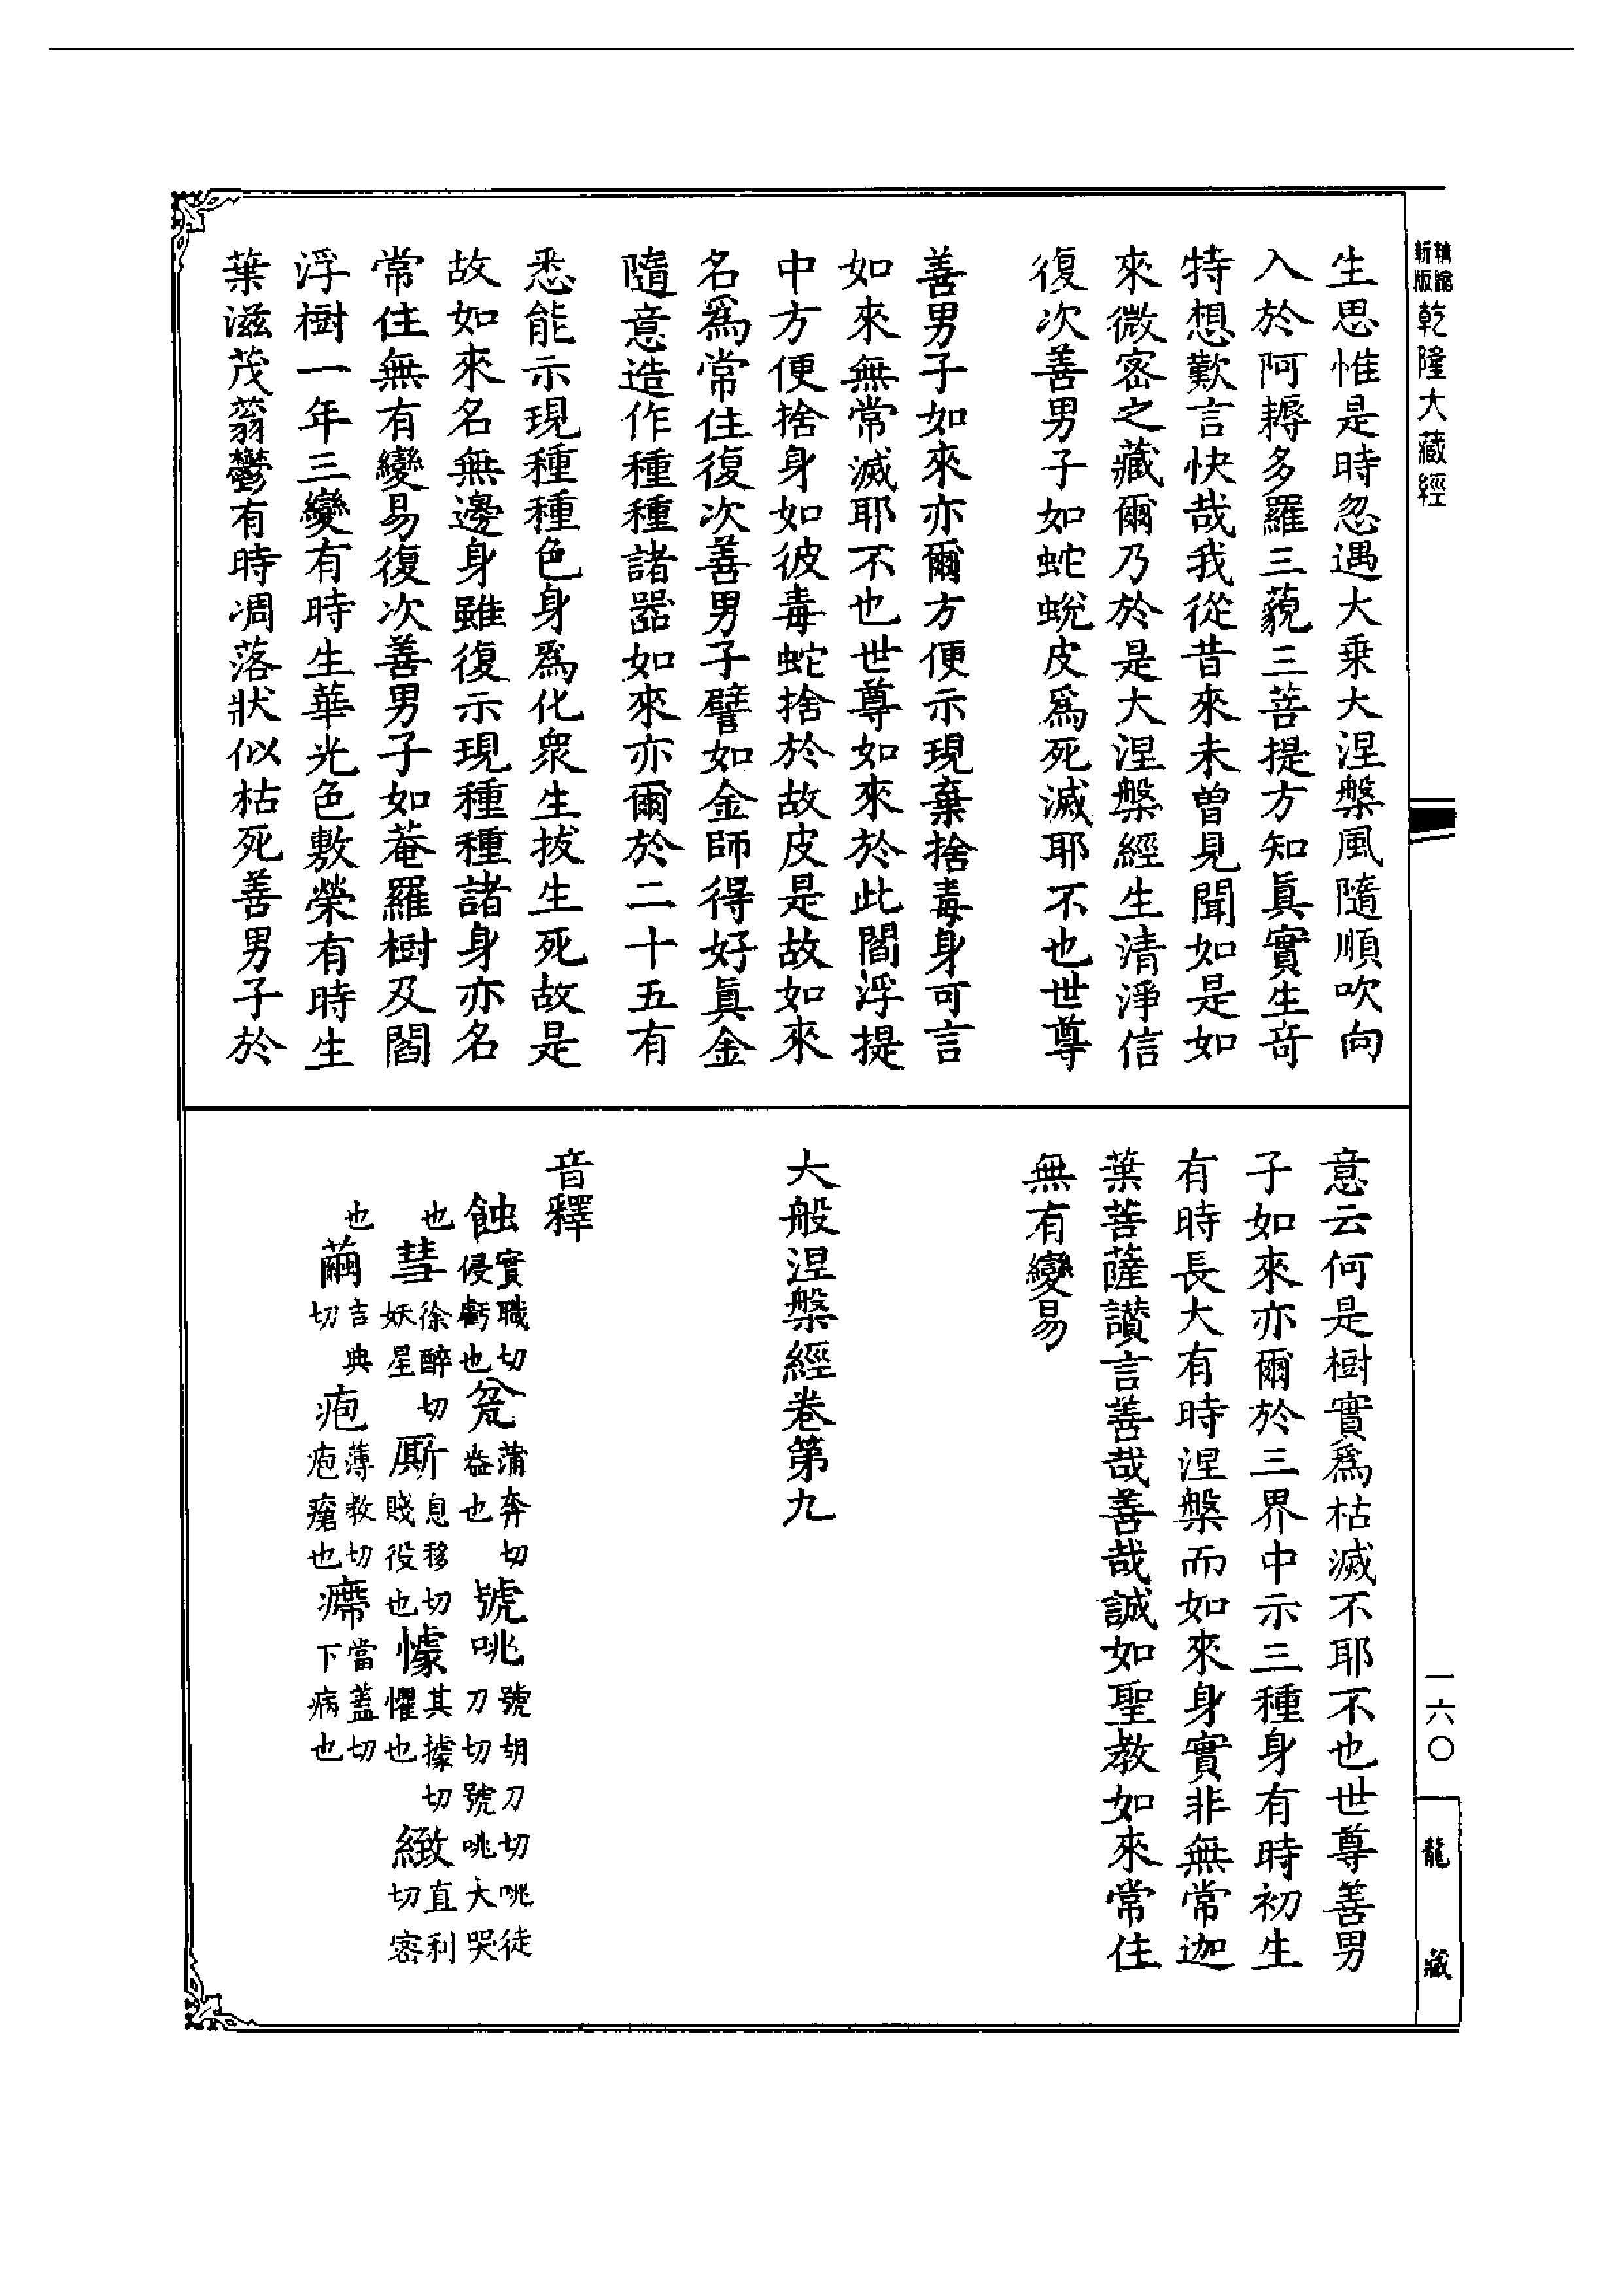 新版精縮乾隆大藏經
生思惟是時忽遇大乗大涅槃風隨順吹向
入於阿耨多羅三藐三菩提方知眞實生奇
特想歎言快哉我從昔來未曽見聞如是如
來微密之藏爾乃於是大涅槃經生清淨信
復次善男子如蛇蛻皮爲死滅耶不也世尊
善男子如來亦爾方便示現棄捨毒身可言
如來無常滅耶不也世尊如來於此閻浮提
中方便捨身如彼毒蛇捨於故皮是故如來
名爲常住復次善男子譬如金師得好眞金
隨意造作種種諸器如來亦爾於二十五有
悉能示現種種色身爲化衆生拔生死故是
故如來名無邊身雖復示現種種諸身亦名
常住無有變易復次善男子如菴羅樹及閻
浮樹一年三變有時生華光色敷榮有時生
葉滋茂蓊鬱有時凋落狀似枯死善男子於
意云何是樹實爲枯滅不耶不也世尊善男
子如來亦爾於三界中示三種身有時初生
有時長大有時涅槃而如來身實非無常迦
葉菩薩讃言善哉善哉誠如聖教如來常住
無有變易
大般涅槃經卷第九
音釋
蝕實職切侵虧也瓫蒲奔切盎也號咷號胡刀切咷徒刀切號咷大哭
也彗徐醉切妖星厮息移切賤役也懅其據切懼也緻直利切密
也繭吉典切疱薄教切疱瘡也㿃當蓋切下病也
一六〇
龍藏